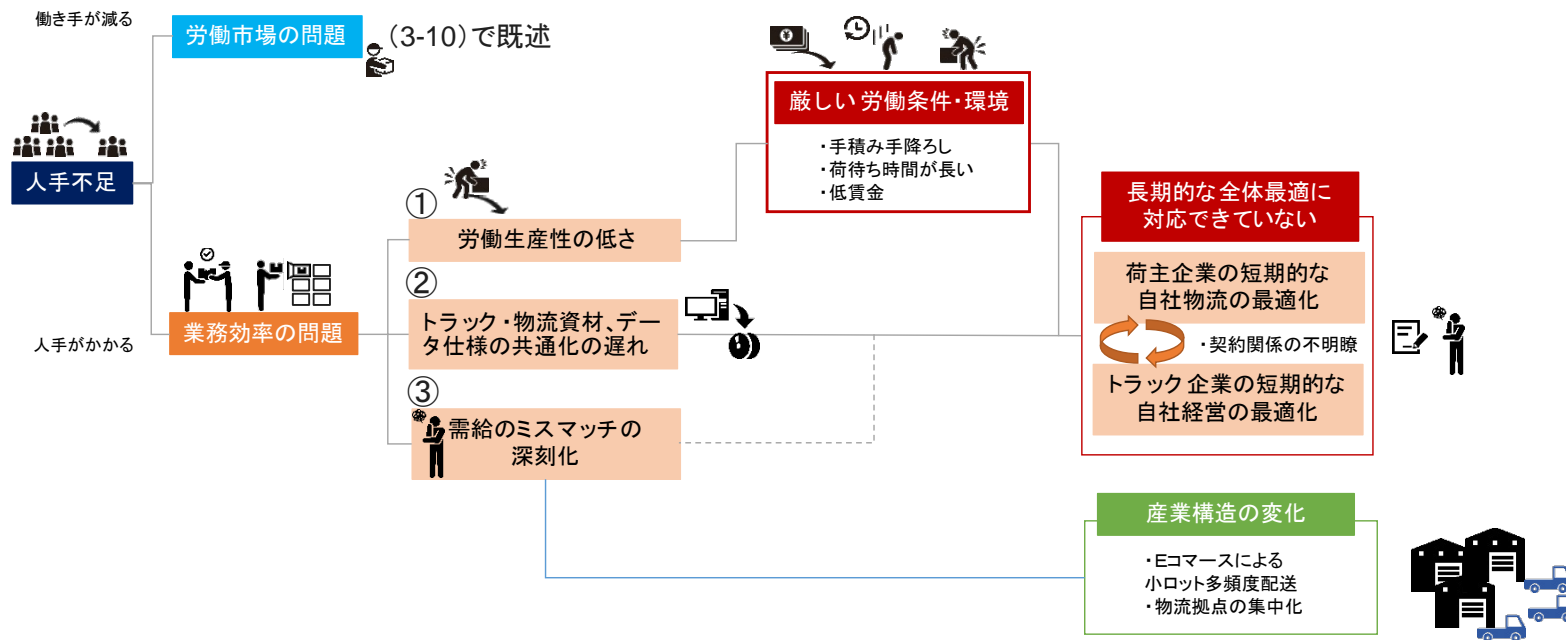 働き手が減る
労働市場の問題
(3-10)で既述
人手不足
人手がかかる
業務効率の問題
①
労働生産性の低さ
②
トラック・物流資材、デー
タ仕様の共通化の遅れ
③
需給のミスマッチの
深刻化
¥
厳しい労働条件・環境
・手積み手降ろし
・荷待ち時間が長い
・低賃金
長期的な全体最適に
対応できていない
荷主企業の短期的な
自社物流の最適化
・契約関係の不明瞭
トラック企業の短期的な
自社経営の最適化
産業構造の変化
・Eコマースによる
小ロット多頻度配送
・物流拠点の集中化